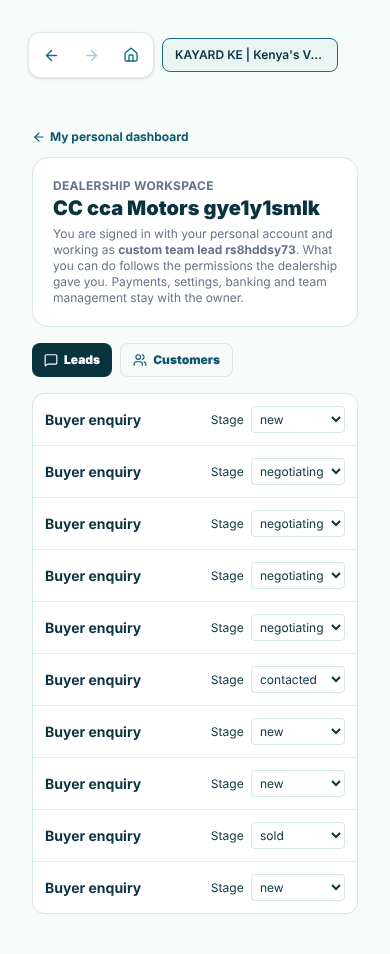 KAYARD KE | Kenya's V...
My personal dashboard
DEALERSHIP WORKSPACE
CC cca Motors gye1y1smlk
You are signed in with your personal account and
working as custom team lead rs8hddsy73. What
you can do follows the permissions the dealership
gave you. Payments, settings, banking and team
management stay with the owner.
Leads Customers
Buyer enquiry Stage new
Buyer enquiry Stage negotiating
Buyer enquiry Stage negotiating
Buyer enquiry Stage negotiating
Buyer enquiry Stage negotiating
Buyer enquiry Stage contacted
Buyer enquiry Stage new
Buyer enquiry Stage new
Buyer enquiry Stage sold
Buyer enquiry Stage new